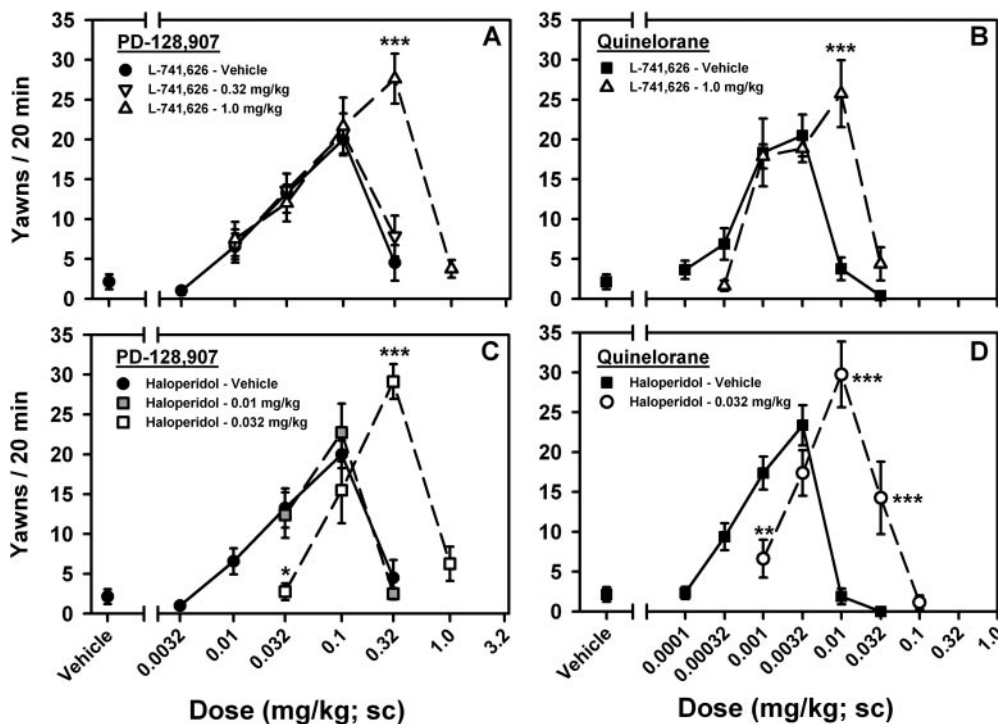 A
PD-128,907
L-741,626 - Vehicle
L-741,626 - 0.32 mg/kg
L-741,626 - 1.0 mg/kg
***
Yawns / 20 min
35
30
25
20
15
10
5
0
B
Quinelorane
L-741,626 - Vehicle
L-741,626 - 1.0 mg/kg
***
35
30
25
20
15
10
5
0
C
PD-128,907
Haloperidol - Vehicle
Haloperidol - 0.01 mg/kg
Haloperidol - 0.032 mg/kg
***
*
Yawns / 20 min
35
30
25
20
15
10
5
0
Vehicle 0.0032 0.01 0.032 0.1 0.32 1.0 3.2
Dose (mg/kg; sc)
D
Quinelorane
Haloperidol - Vehicle
Haloperidol - 0.032 mg/kg
***
***
**
35
30
25
20
15
10
5
0
Vehicle 0.0001 0.00032 0.001 0.0032 0.01 0.032 0.1 0.32 1.0
Dose (mg/kg; sc)